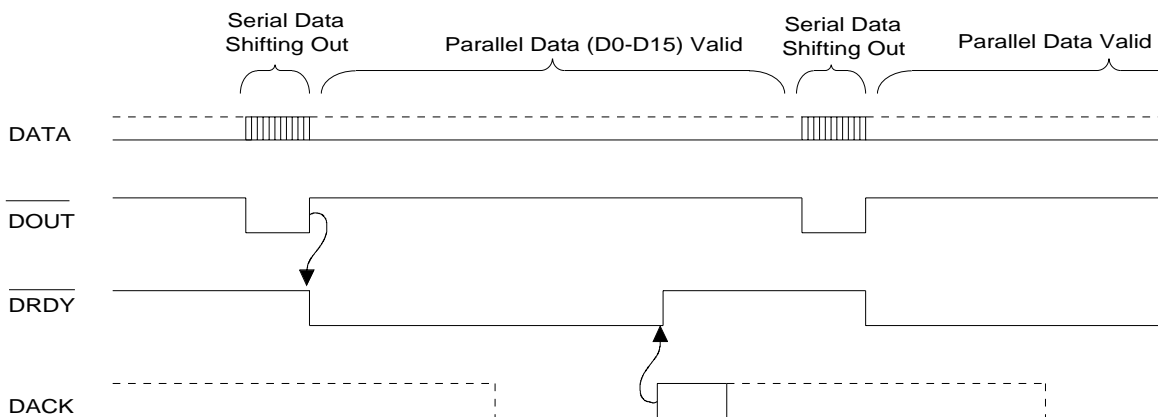 Serial Data
Shifting Out
Parallel Data (D0-D15) Valid
Serial Data
Shifting Out
Parallel Data Valid
DATA
DOUT
DRDY
DACK